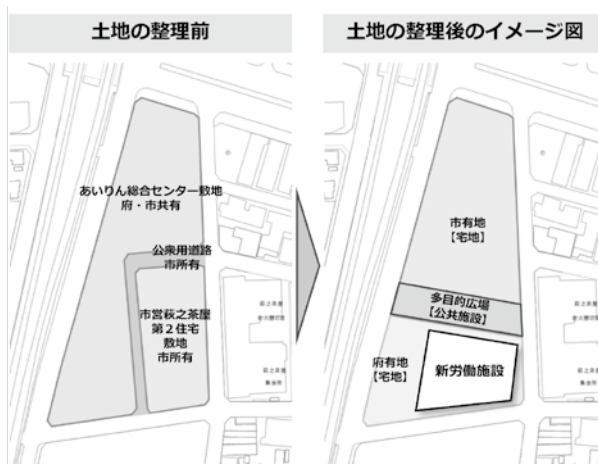 土地の整理前
あいりん総合センター敷地
府・市共有
公衆用道路
市所有
市営萩之茶屋
第2住宅
敷地
市所有
土地の整理後のイメージ図
市有地
【宅地】
多目的広場
【公共施設】
府有地
【宅地】
新労働施設